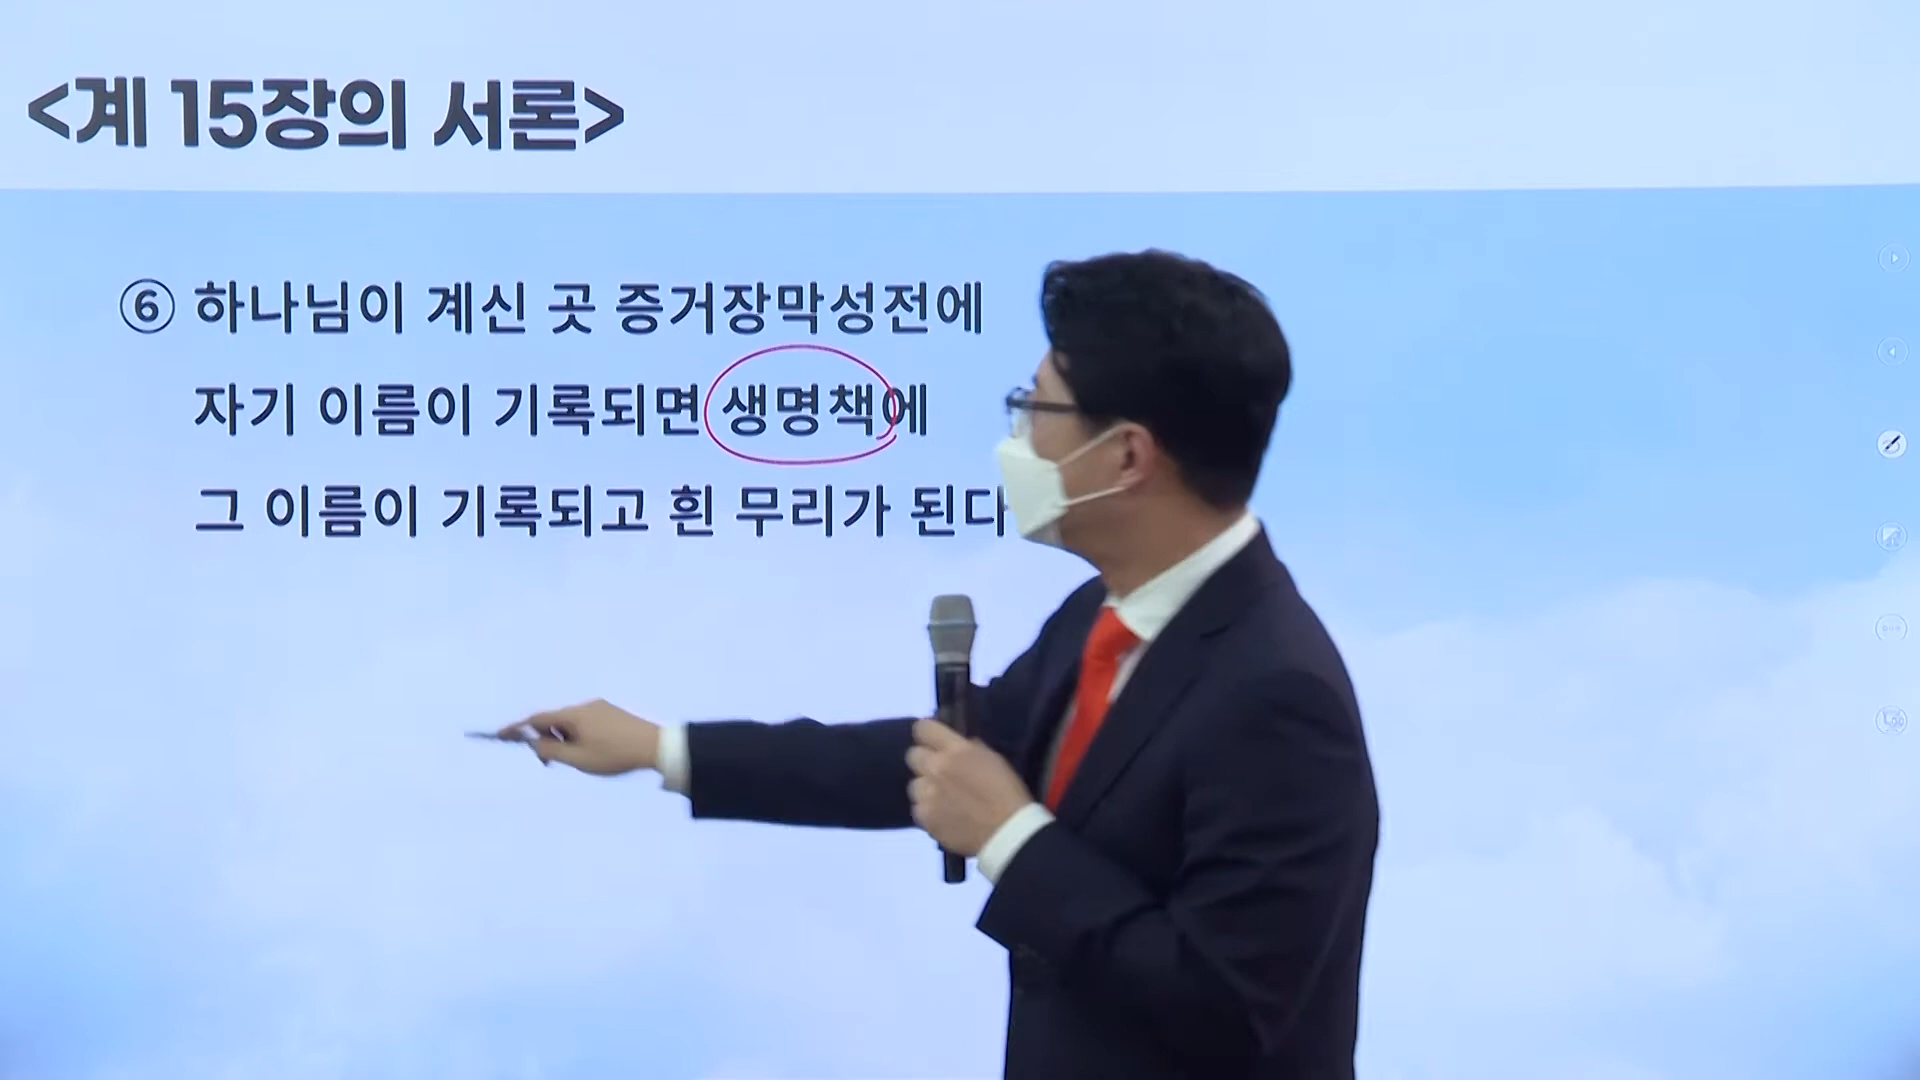 <계 15장의 서론>
⑥ 하나님이 계신 곳 증거장막성전에
자기 이름이 기록되면 생명책에
그 이름이 기록되고 흰 무리가 된다